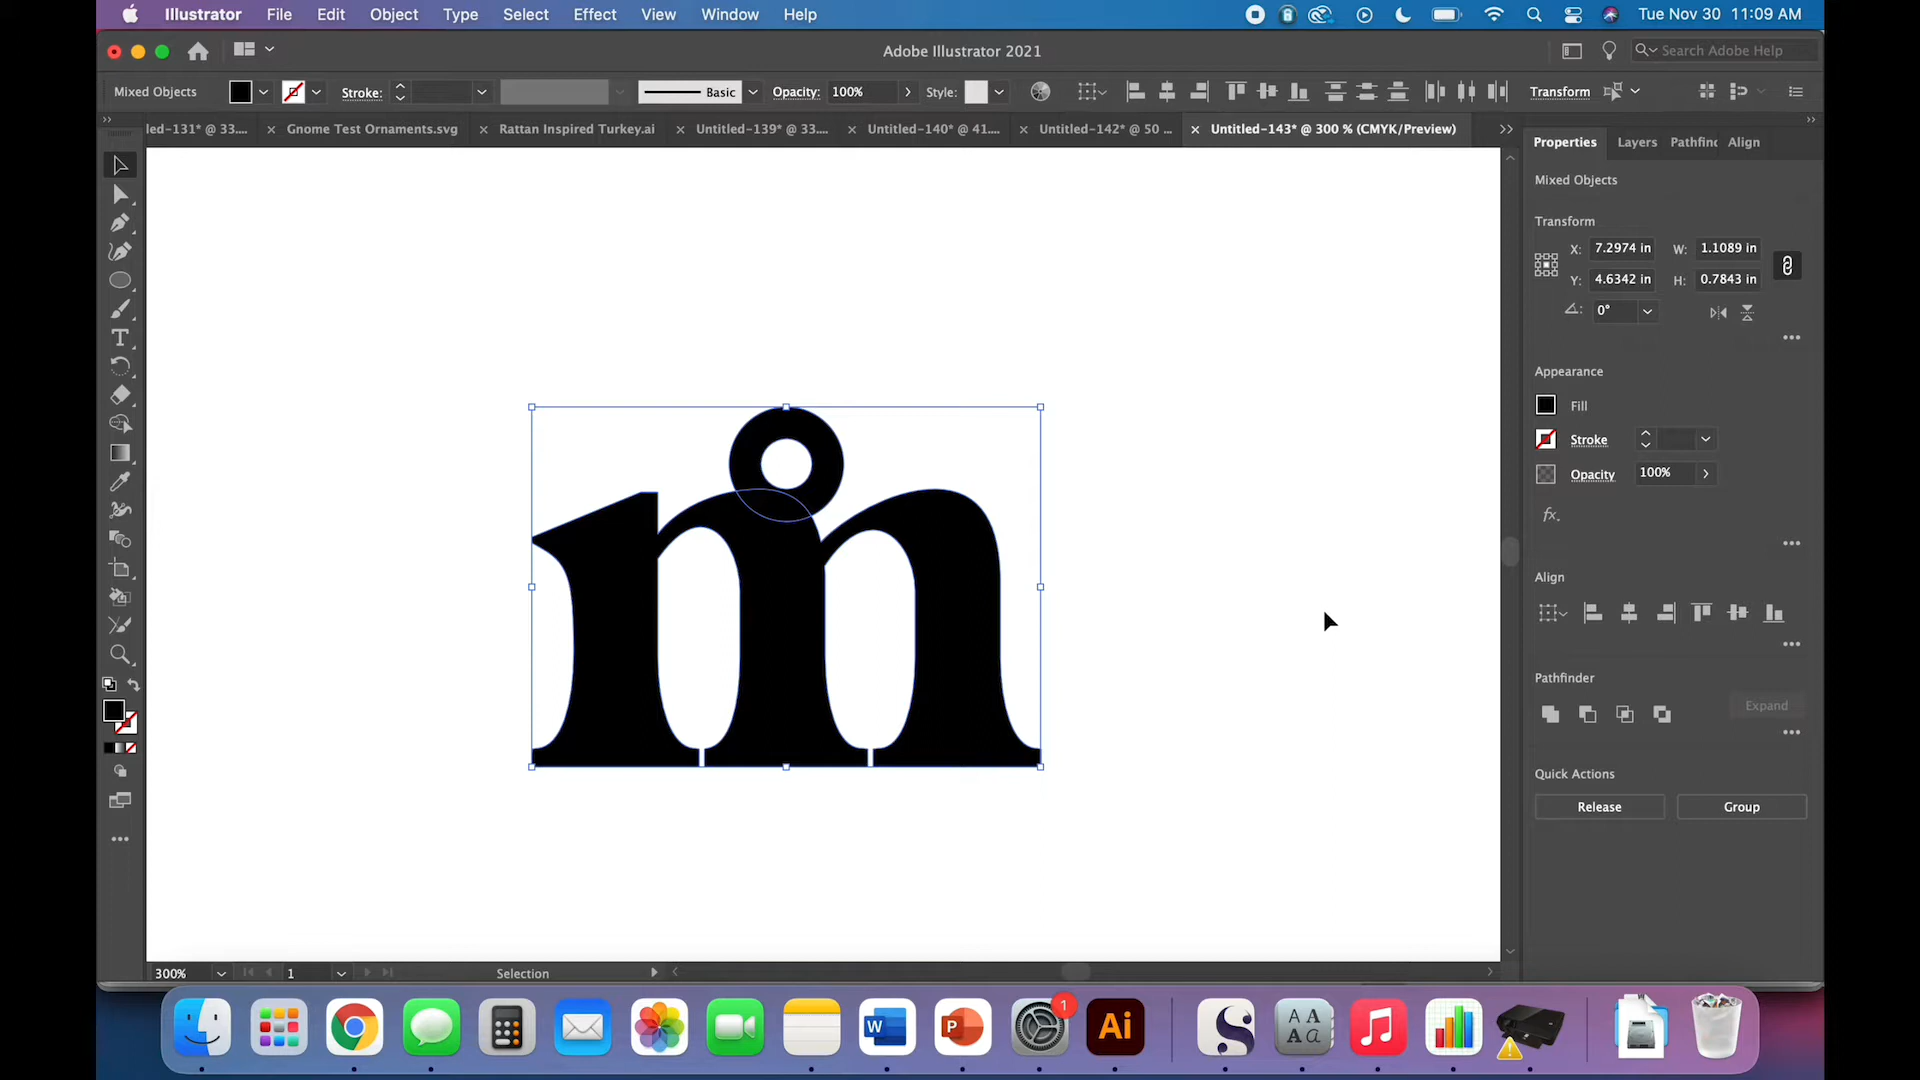 Illustrator File Edit Object Type Select Effect View Window Help Tue Nov 30 11:09 AM
Adobe Illustrator 2021 Search Adobe Help
Mixed Objects Stroke: Basic Opacity: 100% Style: Transform
led-131* @ 33.... Gnome Test Ornaments.svg Rattan Inspired Turkey.ai Untitled-139* @ 33.... Untitled-140* @ 41.... Untitled-142* @ 50 ... Untitled-143* @ 300 % (CMYK/Preview)
Properties Layers Pathfinc Align
Mixed Objects
Transform
X: 7.2974 in W: 1.1089 in
Y: 4.6342 in H: 0.7843 in
0°
Appearance
Fill
Stroke
Opacity 100%
fx.
Align
Pathfinder
Expand
Quick Actions
Release Group
m
300% 1 Selection
W P 1 Ai S A A A a